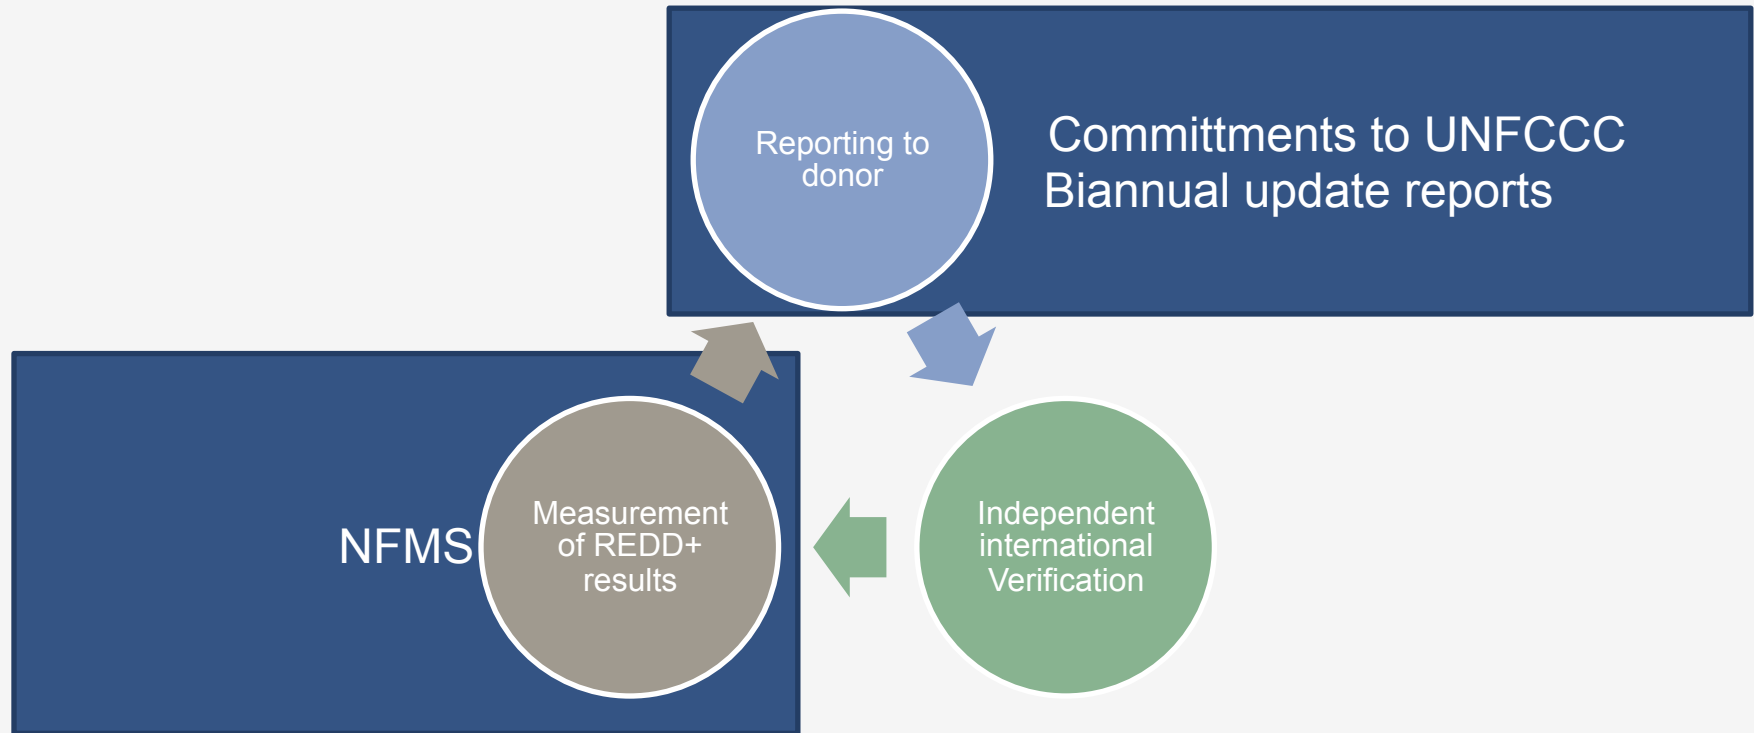 Reporting to
donor
Committments to UNFCCC
Biannual update reports
NFMS
Measurement
of REDD+
results
Independent
international
Verification